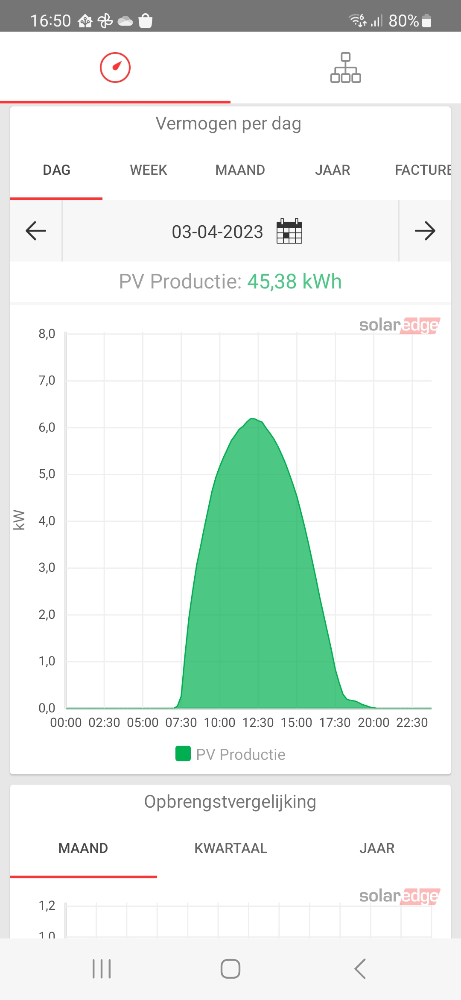 16:50
80%
Vermogen per dag
DAG WEEK MAAND JAAR FACTURE
03-04-2023
PV Productie: 45,38 kWh
solaredge
8,0
7,0
6,0
5,0
4,0
3,0
2,0
1,0
0,0
kW
00:00 02:30 05:00 07:30 10:00 12:30 15:00 17:30 20:00 22:30
PV Productie
Opbrengstvergelijking
MAAND KWARTAAL JAAR
solaredge
1,2
1,0